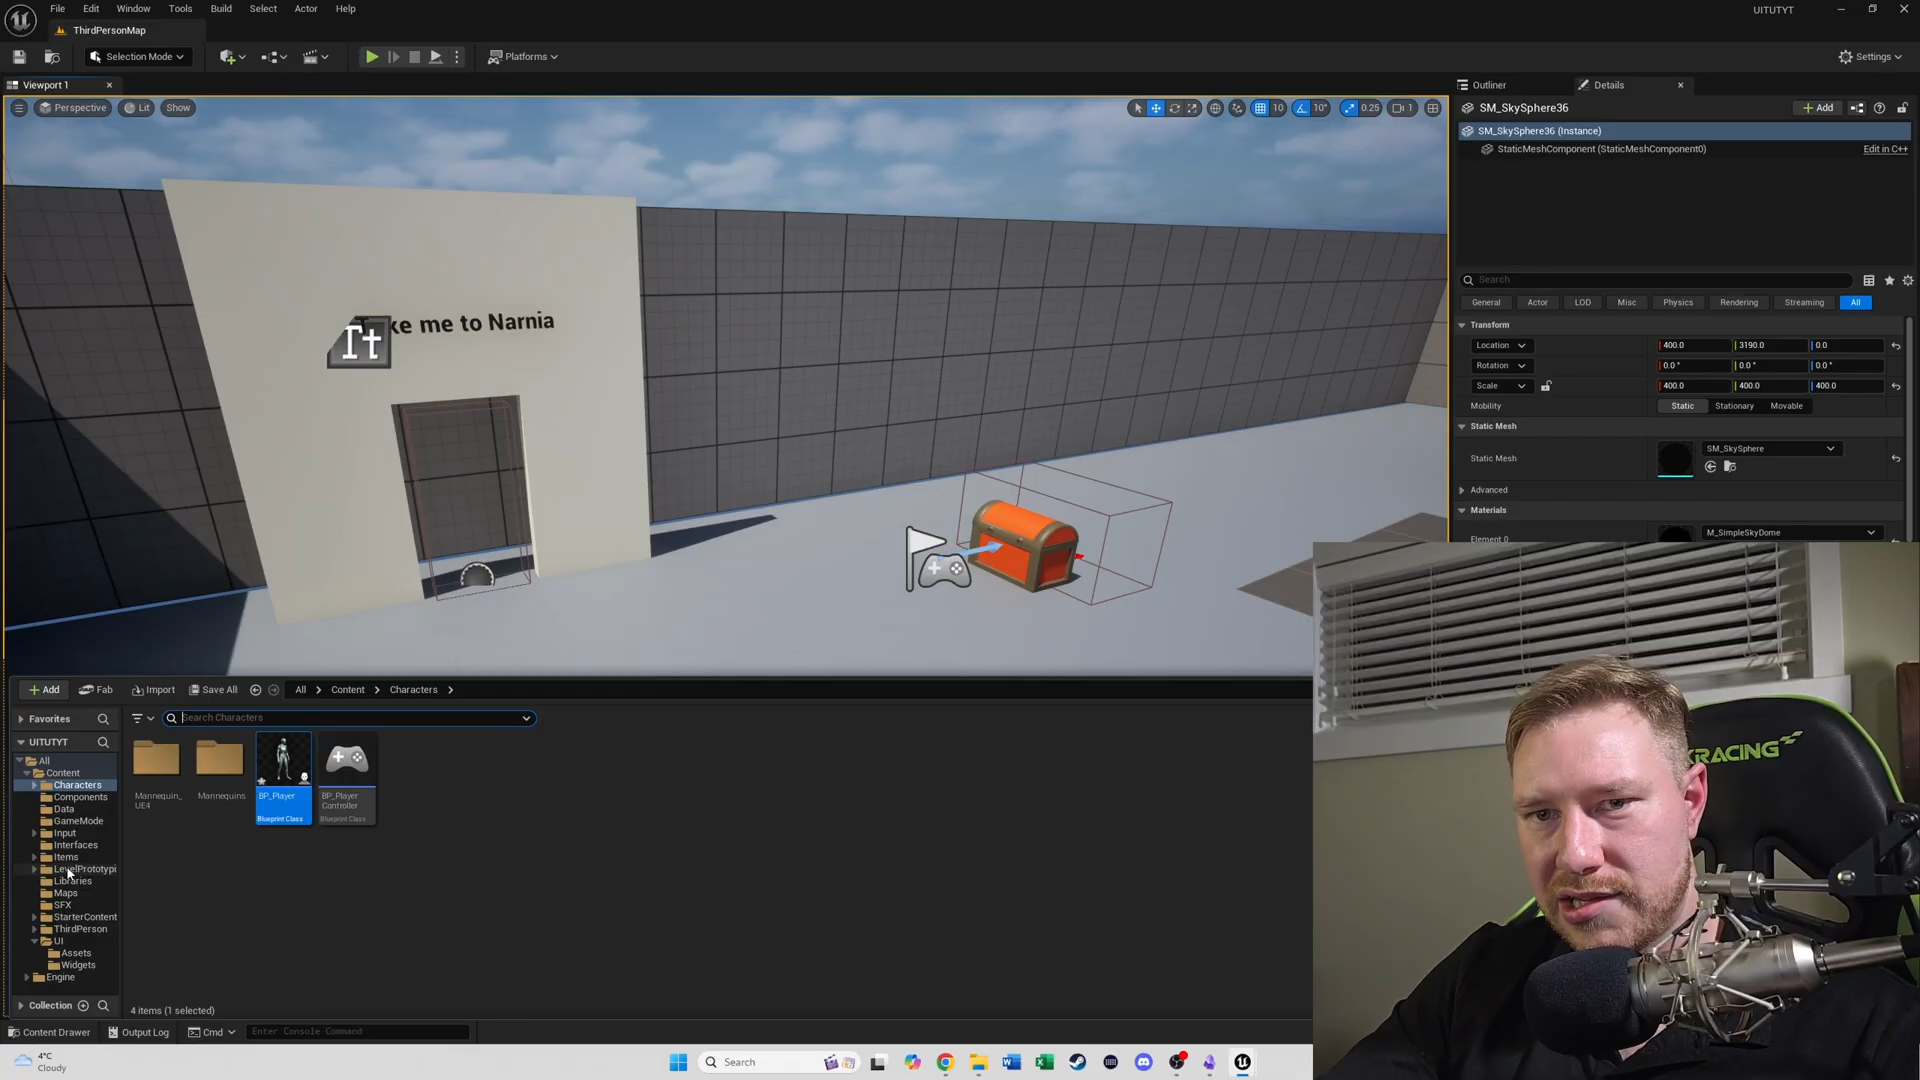 File Edit Window Tools Build Select Actor Help
UITUTYT
ThirdPersonMap
Selection Mode
Platforms
Settings
Viewport 1
Perspective
Lit
Show
10
10°
0.25
1
ke me to Narnia
It
Outliner
Details
SM_SkySphere36
Add
SM_SkySphere36 (Instance)
StaticMeshComponent (StaticMeshComponent0)
Edit in C++
Search
General
Actor
LOD
Misc
Physics
Rendering
Streaming
All
Transform
Location
400.0
3190.0
0.0
Rotation
0.0 °
0.0 °
0.0 °
Scale
400.0
400.0
400.0
Mobility
Static
Stationary
Movable
Static Mesh
Static Mesh
SM_SkySphere
Advanced
Materials
Element 0
M_SimpleSkyDome
KRACING
Add
Fab
Import
Save All
All
Content
Characters
Favorites
Search Characters
UITUTYT
All
Content
Characters
Components
Data
GameMode
Input
Interfaces
Items
LevelPrototypi
Libraries
Maps
SFX
StarterContent
ThirdPerson
UI
Assets
Widgets
Engine
Collection
Mannequin_
UE4
Mannequins
BP_Player
Blueprint Class
BP_Player
Controller
Blueprint Class
4 items (1 selected)
Content Drawer
Output Log
Cmd
Enter Console Command
4°C
Cloudy
Search